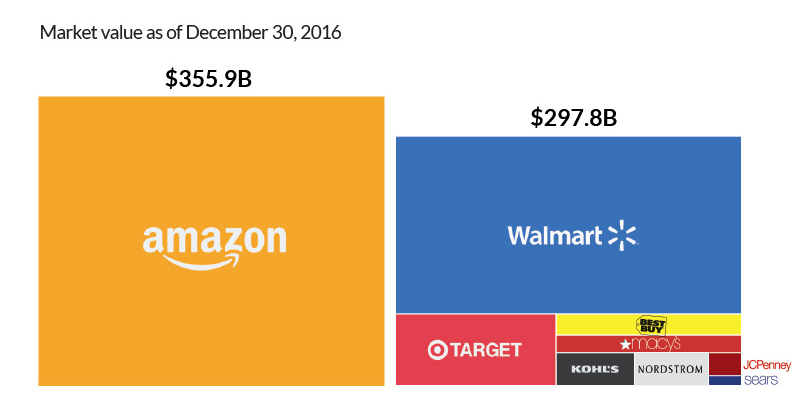 Market value as of December 30, 2016
$355.9B
$297.8B
amazon
Walmart
TARGET
BEST BUY
macy's
KOHL'S
NORDSTROM
JCPenney
sears